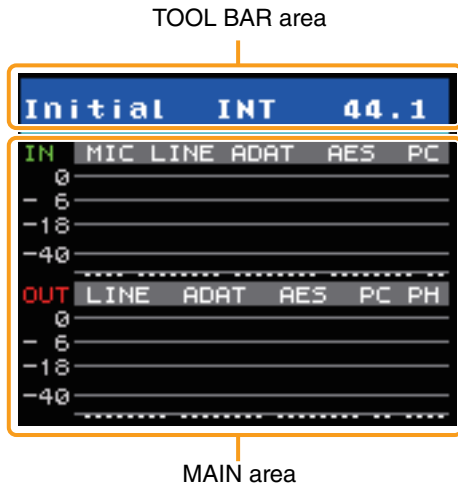 TOOL BAR area
Initial INT 44.1
IN MIC LINE ADAT AES PC
0
- 6
-18
-40
OUT LINE ADAT AES PC PH
0
- 6
-18
-40
MAIN area